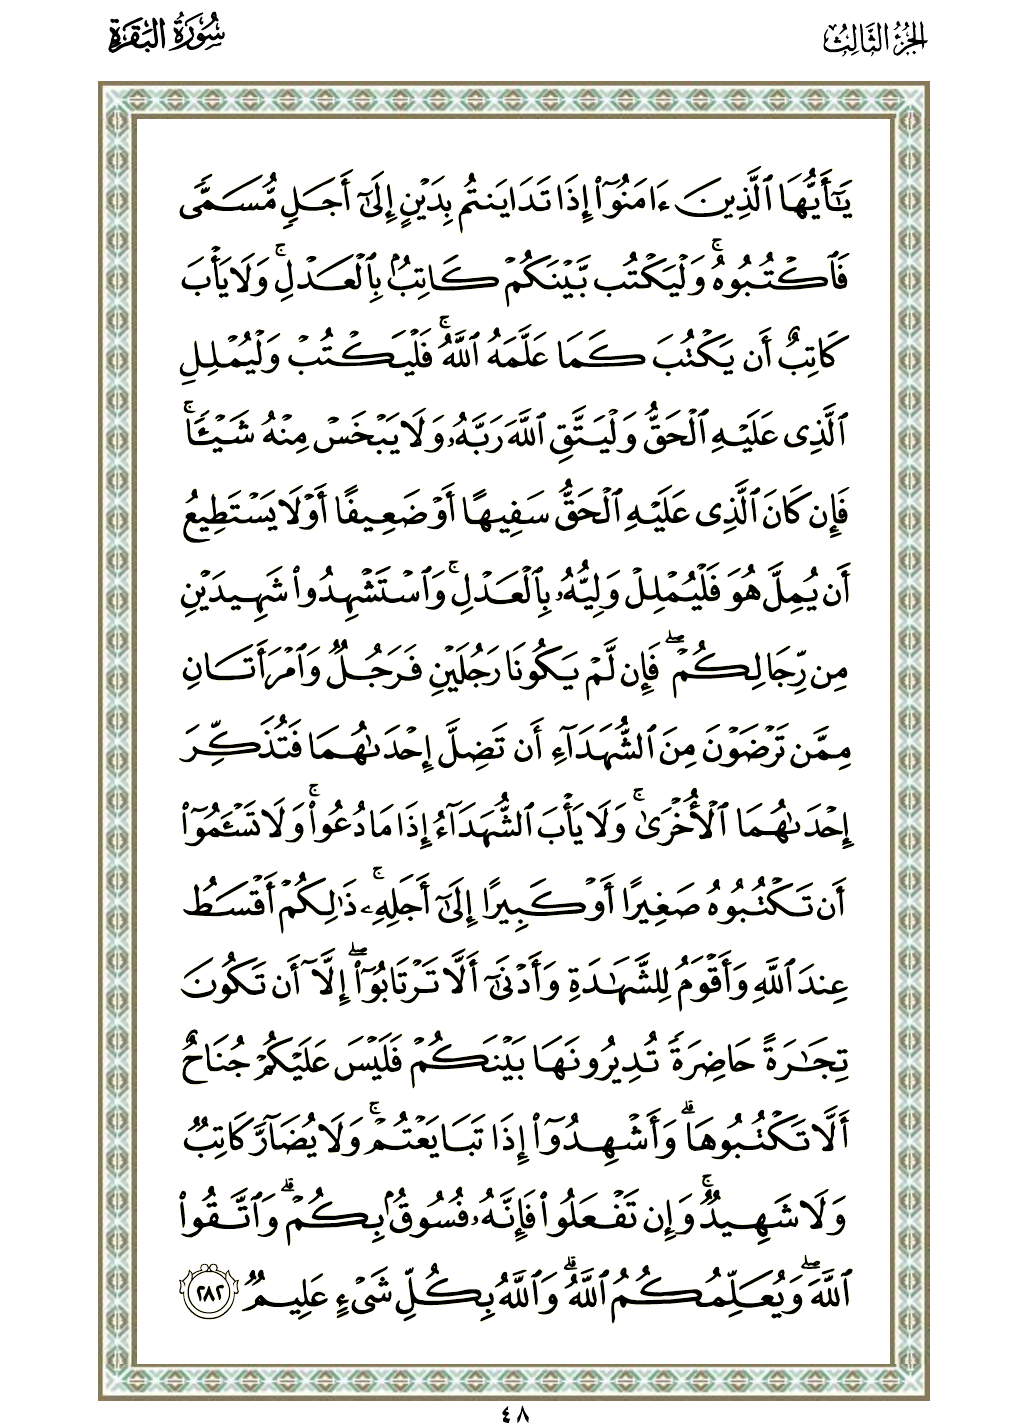 الجزء الثالث
سورة البقرة
يَٰٓأَيُّهَا ٱلَّذِينَ ءَامَنُوٓا۟ إِذَا تَدَايَنتُم بِدَيْنٍ إِلَىٰٓ أَجَلٍ مُّسَمًّى
فَٱكْتُبُوهُ ۚ وَلْيَكْتُب بَّيْنَكُمْ كَاتِبٌۢ بِٱلْعَدْلِ ۚ وَلَا يَأْبَ
كَاتِبٌ أَن يَكْتُبَ كَمَا عَلَّمَهُ ٱللَّهُ ۚ فَلْيَكْتُبْ وَلْيُمْلِلِ
ٱلَّذِى عَلَيْهِ ٱلْحَقُّ وَلْيَتَّقِ ٱللَّهَ رَبَّهُۥ وَلَا يَبْخَسْ مِنْهُ شَيْـًٔا ۚ
فَإِن كَانَ ٱلَّذِى عَلَيْهِ ٱلْحَقُّ سَفِيهًا أَوْ ضَعِيفًا أَوْ لَا يَسْتَطِيعُ
أَن يُمِلَّ هُوَ فَلْيُمْلِلْ وَلِيُّهُۥ بِٱلْعَدْلِ ۚ وَٱسْتَشْهِدُوا۟ شَهِيدَيْنِ
مِن رِّجَالِكُمْ ۖ فَإِن لَّمْ يَكُونَا رَجُلَيْنِ فَرَجُلٌ وَٱمْرَأَتَانِ
مِمَّن تَرْضَوْنَ مِنَ ٱلشُّهَدَآءِ أَن تَضِلَّ إِحْدَىٰهُمَا فَتُذَكِّرَ
إِحْدَىٰهُمَا ٱلْأُخْرَىٰ ۚ وَلَا يَأْبَ ٱلشُّهَدَآءُ إِذَا مَا دُعُوا۟ ۚ وَلَا تَسْـَٔمُوٓا۟
أَن تَكْتُبُوهُ صَغِيرًا أَوْ كَبِيرًا إِلَىٰٓ أَجَلِهِۦ ۚ ذَٰلِكُمْ أَقْسَطُ
عِندَ ٱللَّهِ وَأَقْوَمُ لِلشَّهَٰدَةِ وَأَدْنَىٰٓ أَلَّا تَرْتَابُوٓا۟ ۖ إِلَّآ أَن تَكُونَ
تِجَٰرَةً حَاضِرَةً تُدِيرُونَهَا بَيْنَكُمْ فَلَيْسَ عَلَيْكُمْ جُنَاحٌ
أَلَّا تَكْتُبُوهَا ۗ وَأَشْهِدُوٓا۟ إِذَا تَبَايَعْتُمْ ۚ وَلَا يُضَآرَّ كَاتِبٌ
وَلَا شَهِيدٌ ۚ وَإِن تَفْعَلُوا۟ فَإِنَّهُۥ فُسُوقٌۢ بِكُمْ ۗ وَٱتَّقُوا۟
ٱللَّهَ ۖ وَيُعَلِّمُكُمُ ٱللَّهُ ۗ وَٱللَّهُ بِكُلِّ شَىْءٍ عَلِيمٌ ٢٨٢
٤٨